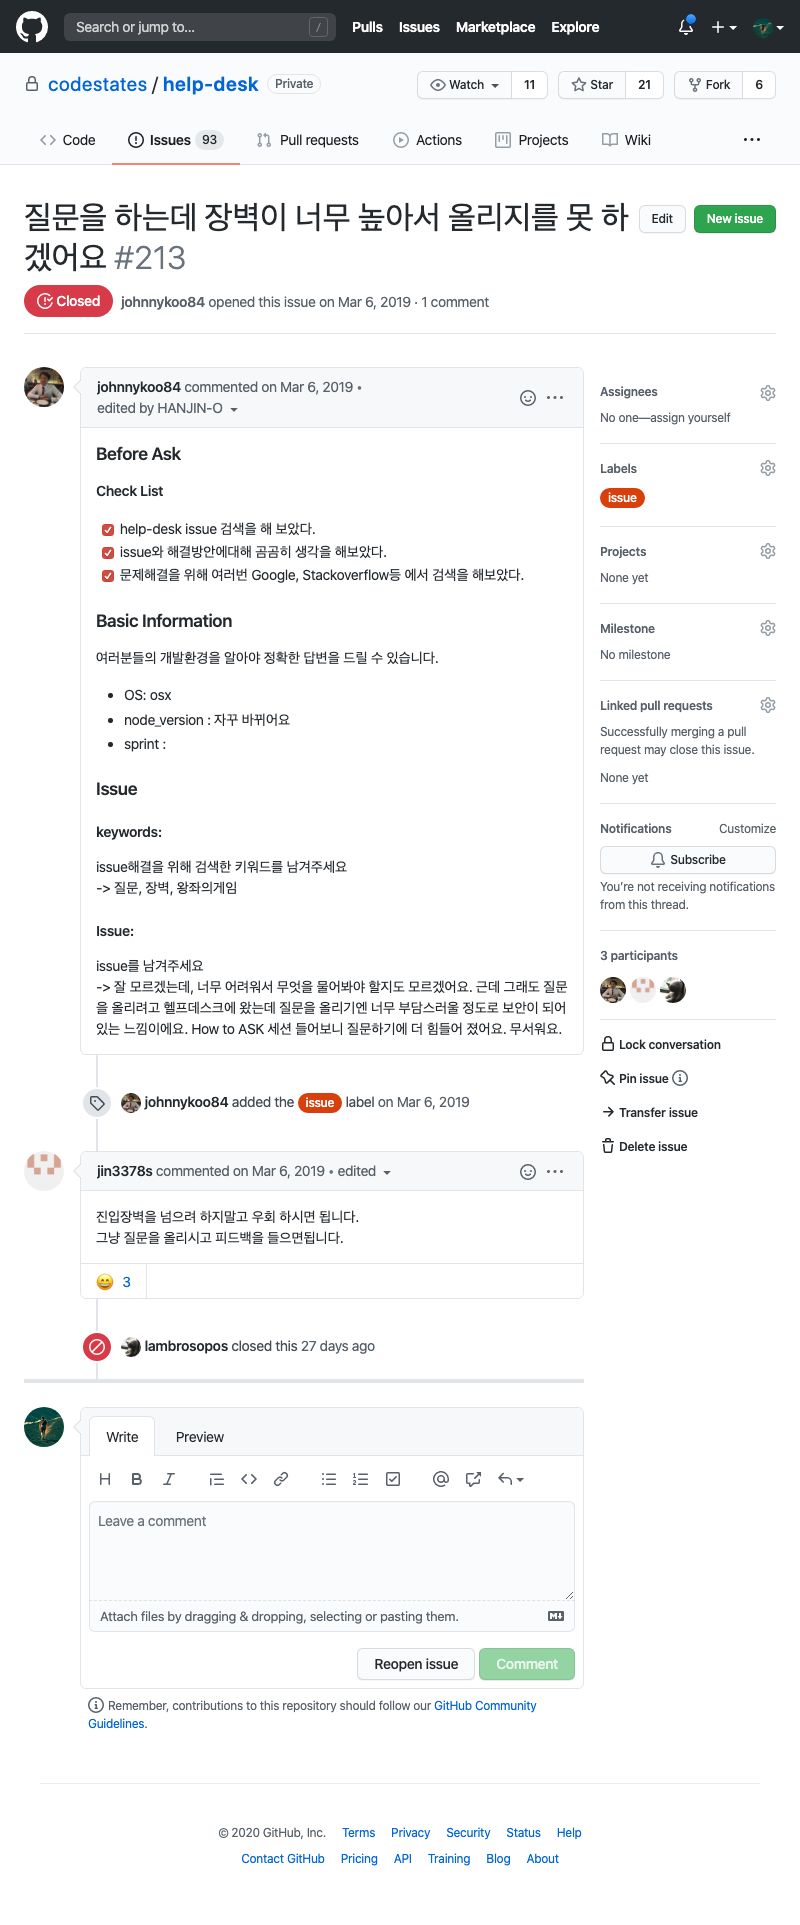 Search or jump to... /
Pulls Issues Marketplace Explore
codestates / help-desk Private
Watch 11 Star 21 Fork 6
Code Issues 93 Pull requests Actions Projects Wiki ...
질문을 하는데 장벽이 너무 높아서 올리지를 못 하
겠어요 #213
Edit New issue
Closed johnnykoo84 opened this issue on Mar 6, 2019 · 1 comment
johnnykoo84 commented on Mar 6, 2019 •
edited by HANJIN-O
Before Ask
Check List
help-desk issue 검색을 해 보았다.
issue와 해결방안에대해 곰곰히 생각을 해보았다.
문제해결을 위해 여러번 Google, Stackoverflow등 에서 검색을 해보았다.
Basic Information
여러분들의 개발환경을 알아야 정확한 답변을 드릴 수 있습니다.
• OS: osx
• node_version : 자꾸 바뀌어요
• sprint :
Issue
keywords:
issue해결을 위해 검색한 키워드를 남겨주세요
-> 질문, 장벽, 왕좌의게임
Issue:
issue를 남겨주세요
-> 잘 모르겠는데, 너무 어려워서 무엇을 물어봐야 할지도 모르겠어요. 근데 그래도 질문
을 올리려고 헬프데스크에 왔는데 질문을 올리기엔 너무 부담스러울 정도로 보안이 되어
있는 느낌이에요. How to ASK 세션 들어보니 질문하기에 더 힘들어 졌어요. 무서워요.
johnnykoo84 added the issue label on Mar 6, 2019
jin3378s commented on Mar 6, 2019 • edited
진입장벽을 넘으려 하지말고 우회 하시면 됩니다.
그냥 질문을 올리시고 피드백을 들으면됩니다.
😄 3
lambrosopos closed this 27 days ago
Write Preview
H B I
Leave a comment
Attach files by dragging & dropping, selecting or pasting them.
Reopen issue Comment
Remember, contributions to this repository should follow our GitHub Community
Guidelines.
Assignees
No one—assign yourself
Labels
issue
Projects
None yet
Milestone
No milestone
Linked pull requests
Successfully merging a pull
request may close this issue.
None yet
Notifications Customize
Subscribe
You're not receiving notifications
from this thread.
3 participants
Lock conversation
Pin issue
Transfer issue
Delete issue
© 2020 GitHub, Inc. Terms Privacy Security Status Help
Contact GitHub Pricing API Training Blog About